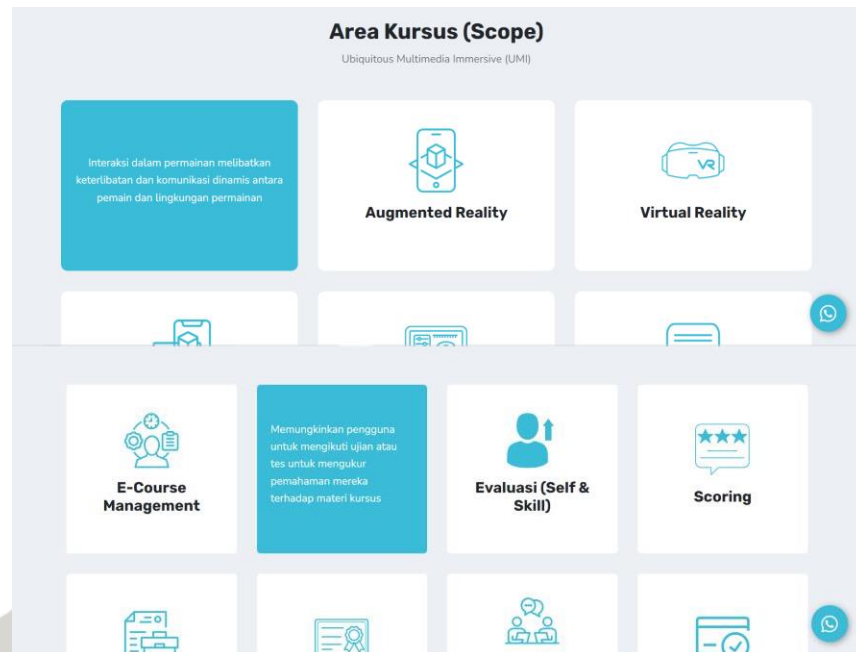 Area Kursus (Scope)
Ubiquitous Multimedia Immersive (UMI)
Interaksi dalam permainan melibatkan
keterlibatan dan komunikasi dinamis antara
pemain dan lingkungan permainan
Augmented Reality
VR
Virtual Reality
E-Course
Management
Memungkinkan pengguna
untuk mengikuti ujian atau
tes untuk mengukur
pemahaman mereka
terhadap materi kursus
Evaluasi (Self &
Skill)
Scoring